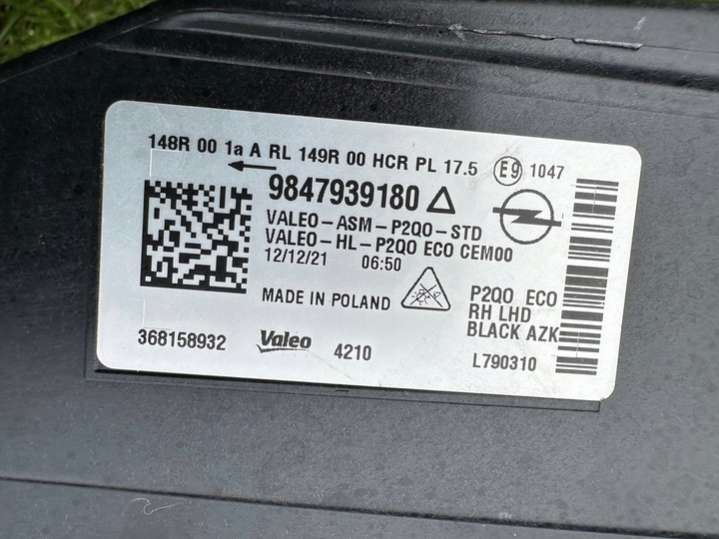 148R 00 1a A RL 149R 00 HCR PL 17.5 E9 1047
9847939180
VALEO-ASM-P2QO-STD
VALEO-HL-P2QO ECO CEM00
12/12/21 06:50
MADE IN POLAND
P2QO ECO
RH LHD
BLACK AZK
368158932 Valeo 4210 L790310